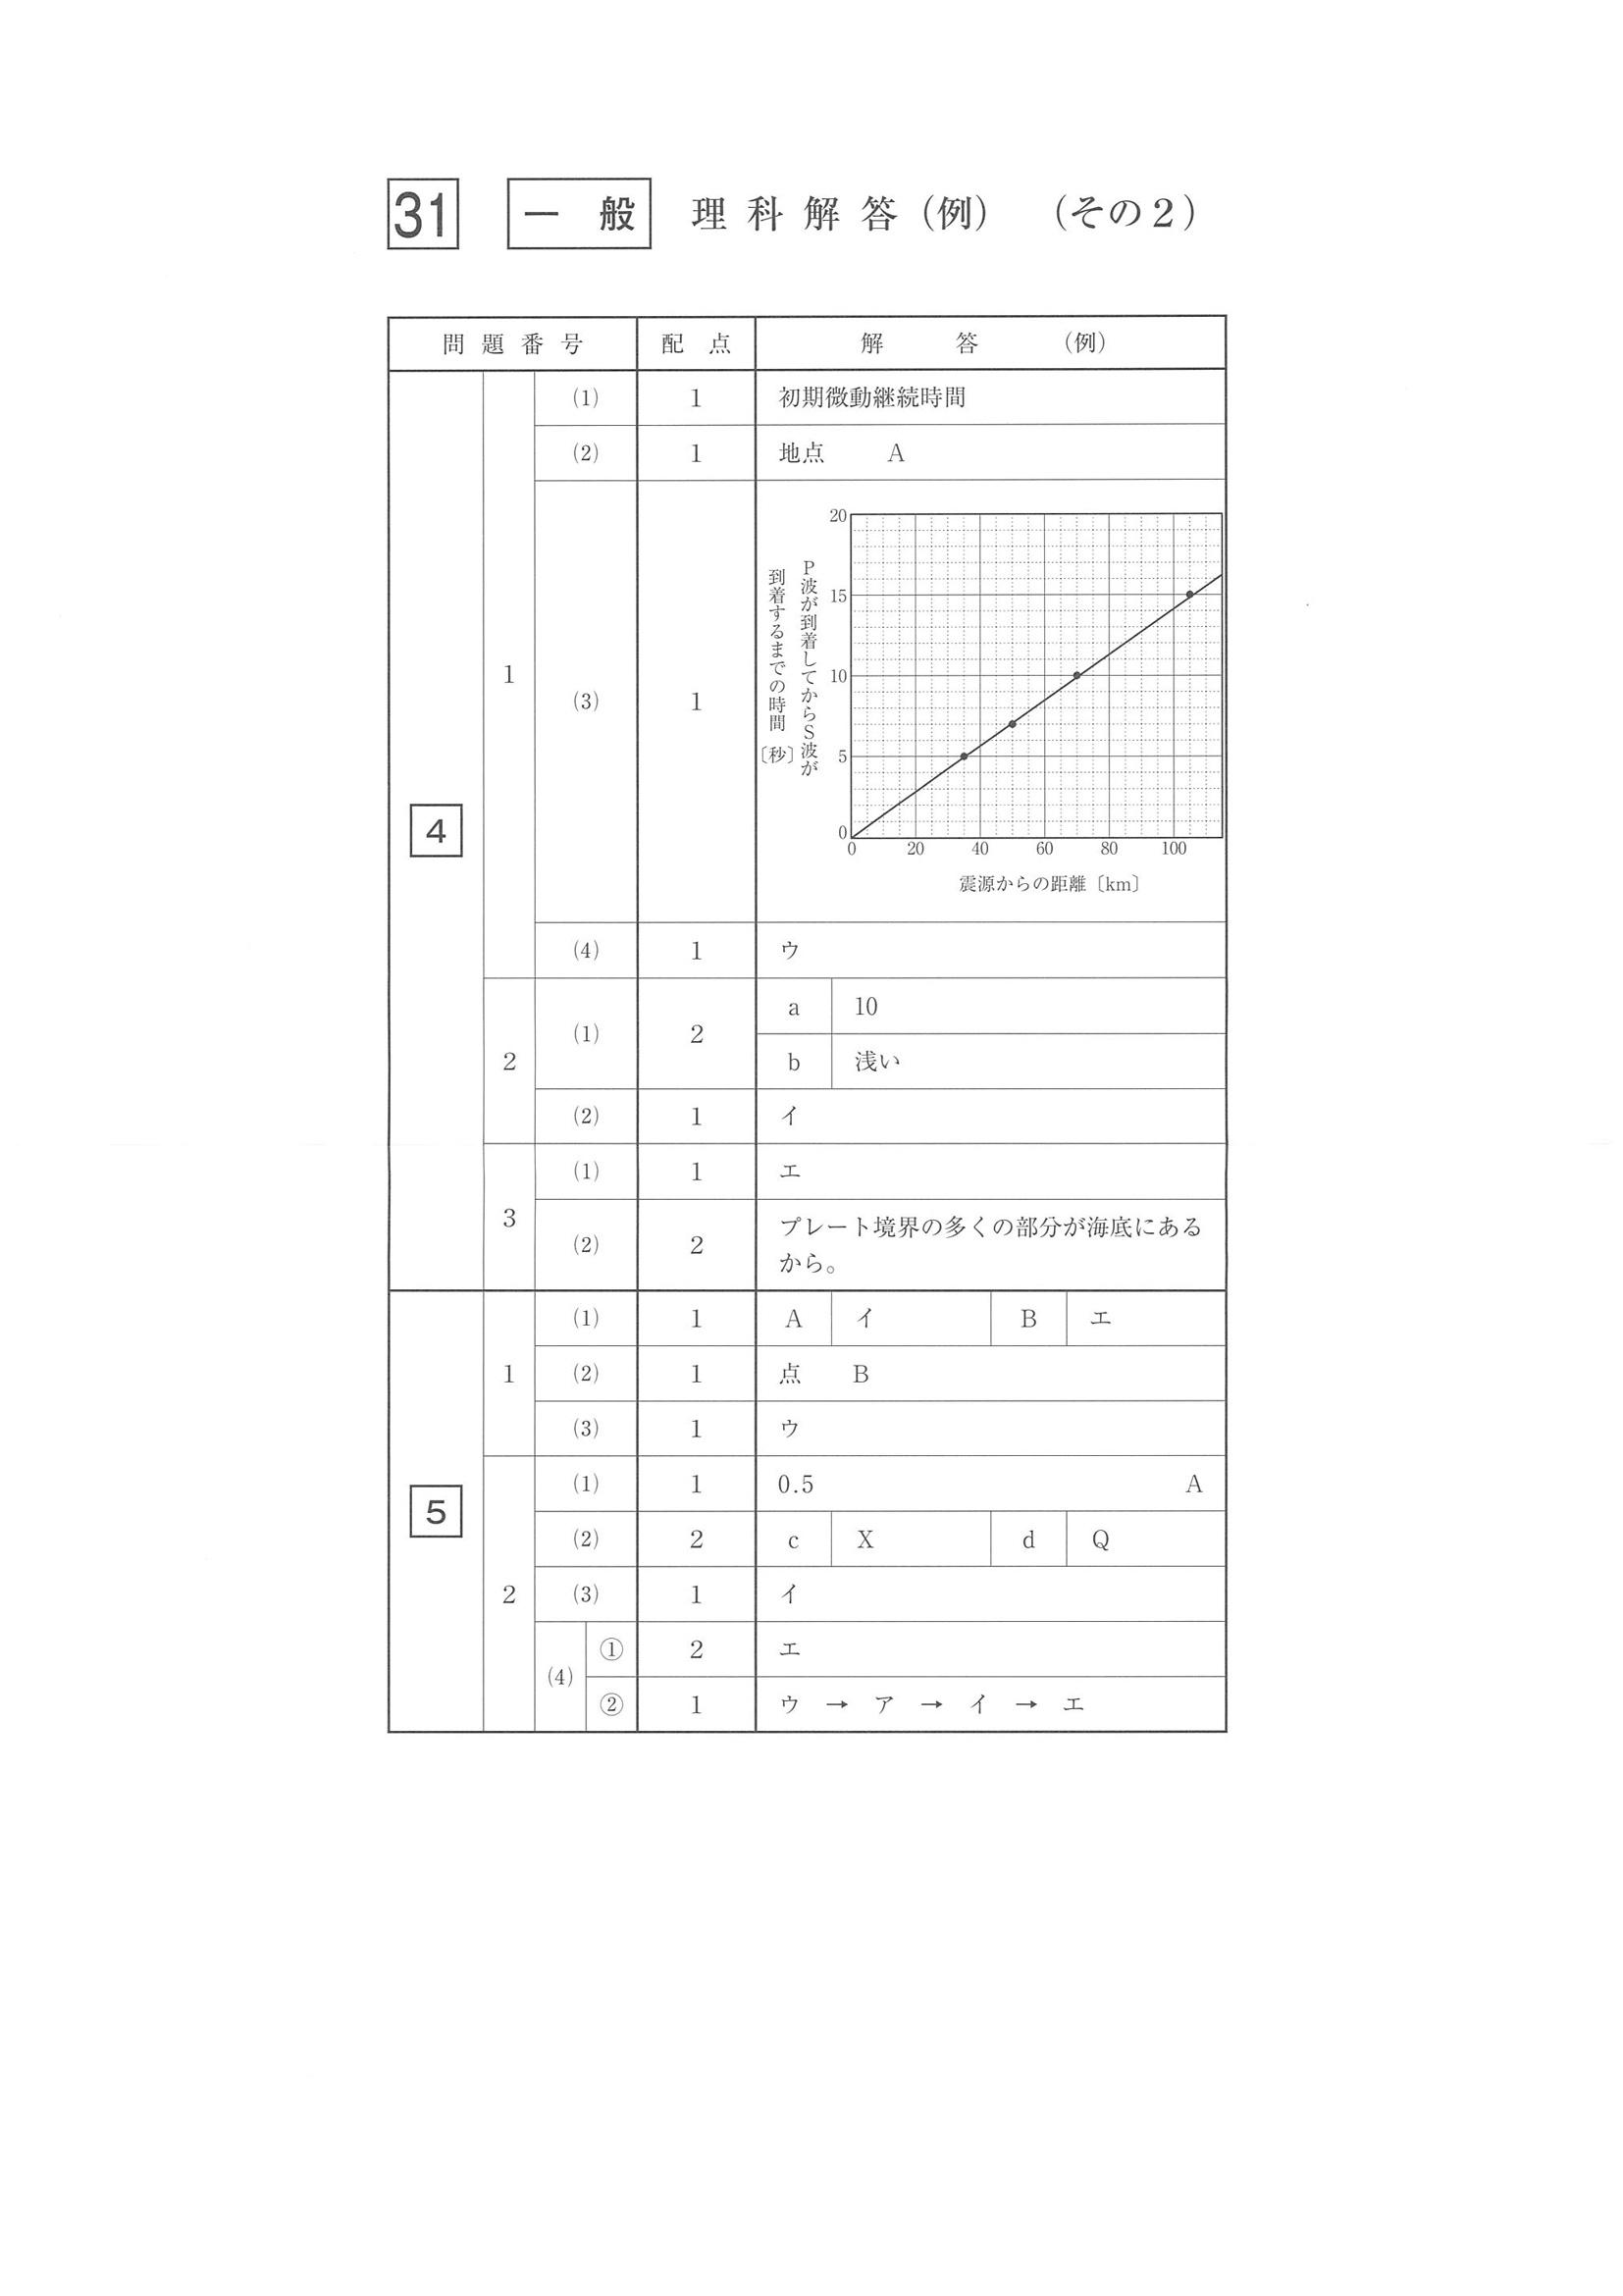 31 一般 理科解答（例） （その２）
問題番号 配点 解答（例）
4 1 (1) 1 初期微動継続時間
(2) 1 地点 A
(3) 1
P波が到着してからS波が
到着するまでの時間〔秒〕
20
15
10
5
0
0 20 40 60 80 100
震源からの距離〔km〕
(4) 1 ウ
2 (1) 2 a 10
b 浅い
(2) 1 イ
3 (1) 1 エ
(2) 2 プレート境界の多くの部分が海底にある
から。
5 1 (1) 1 A イ B エ
(2) 1 点 B
(3) 1 ウ
2 (1) 1 0.5 A
(2) 2 c X d Q
(3) 1 イ
(4) ① 2 エ
② 1 ウ → ア → イ → エ